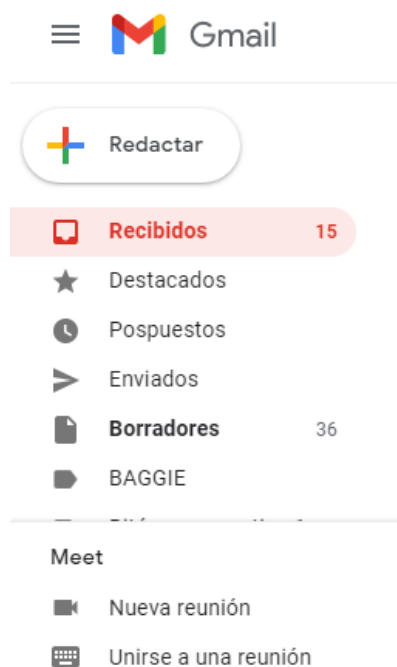 Gmail
Redactar
Recibidos 15
Destacados
Pospuestos
Enviados
Borradores 36
BAGGIE
Meet
Nueva reunión
Unirse a una reunión